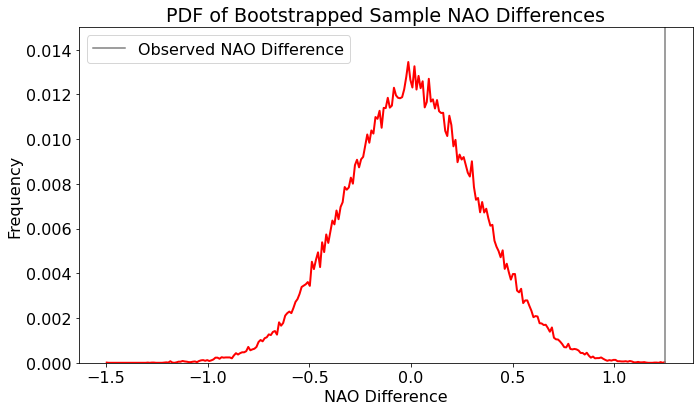 PDF of Bootstrapped Sample NAO Differences
Observed NAO Difference
0.014
0.012
0.010
0.008
0.006
0.004
0.002
0.000
Frequency
−1.5 −1.0 −0.5 0.0 0.5 1.0
NAO Difference